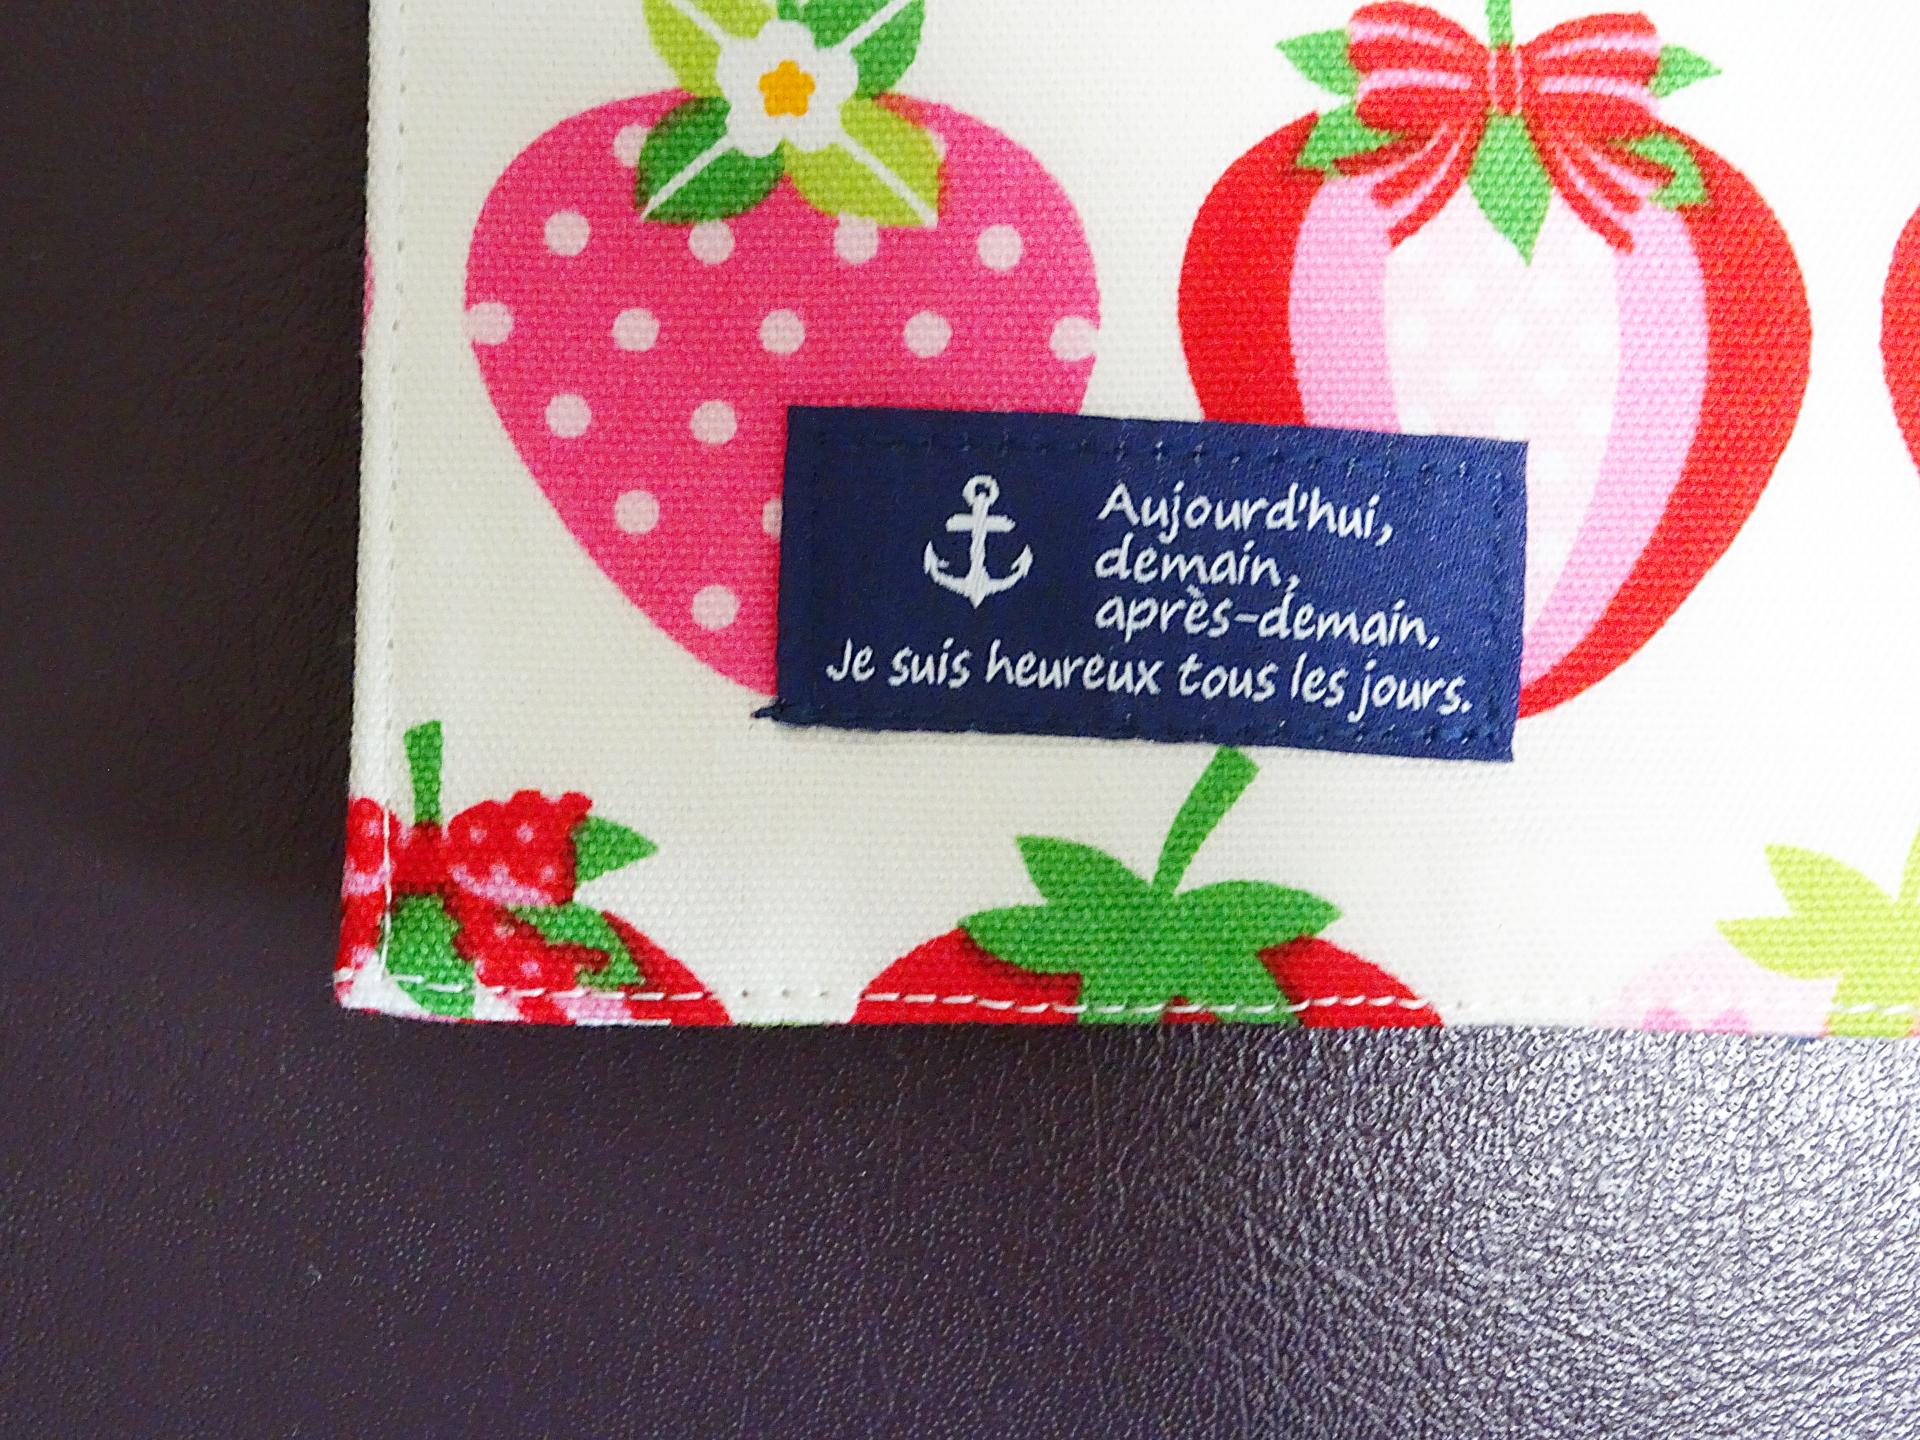 Aujourd'hui,
demain,
après-demain.
Je suis heureux tous les jours.